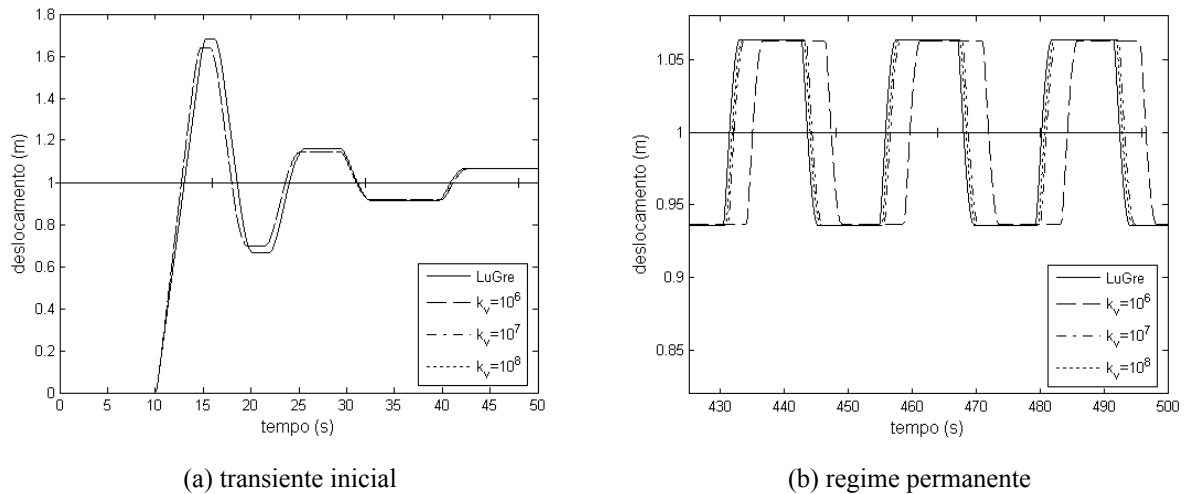 1.8
1.6
1.4
1.2
1
0.8
0.6
0.4
0.2
0
0 5 10 15 20 25 30 35 40 45 50
deslocamento (m)
tempo (s)
LuGre
k_v=10^6
k_v=10^7
k_v=10^8
(a) transiente inicial
1.05
1
0.95
0.9
0.85
430 440 450 460 470 480 490 500
deslocamento (m)
tempo (s)
LuGre
k_v=10^6
k_v=10^7
k_v=10^8
(b) regime permanente